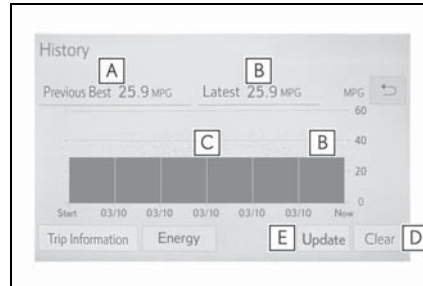 History
A B
Previous Best 25.9 MPG Latest 25.9 MPG MPG
60
C B 40
20
0
Start 03/10 03/10 03/10 03/10 03/10 Now
Trip Information Energy E Update Clear D